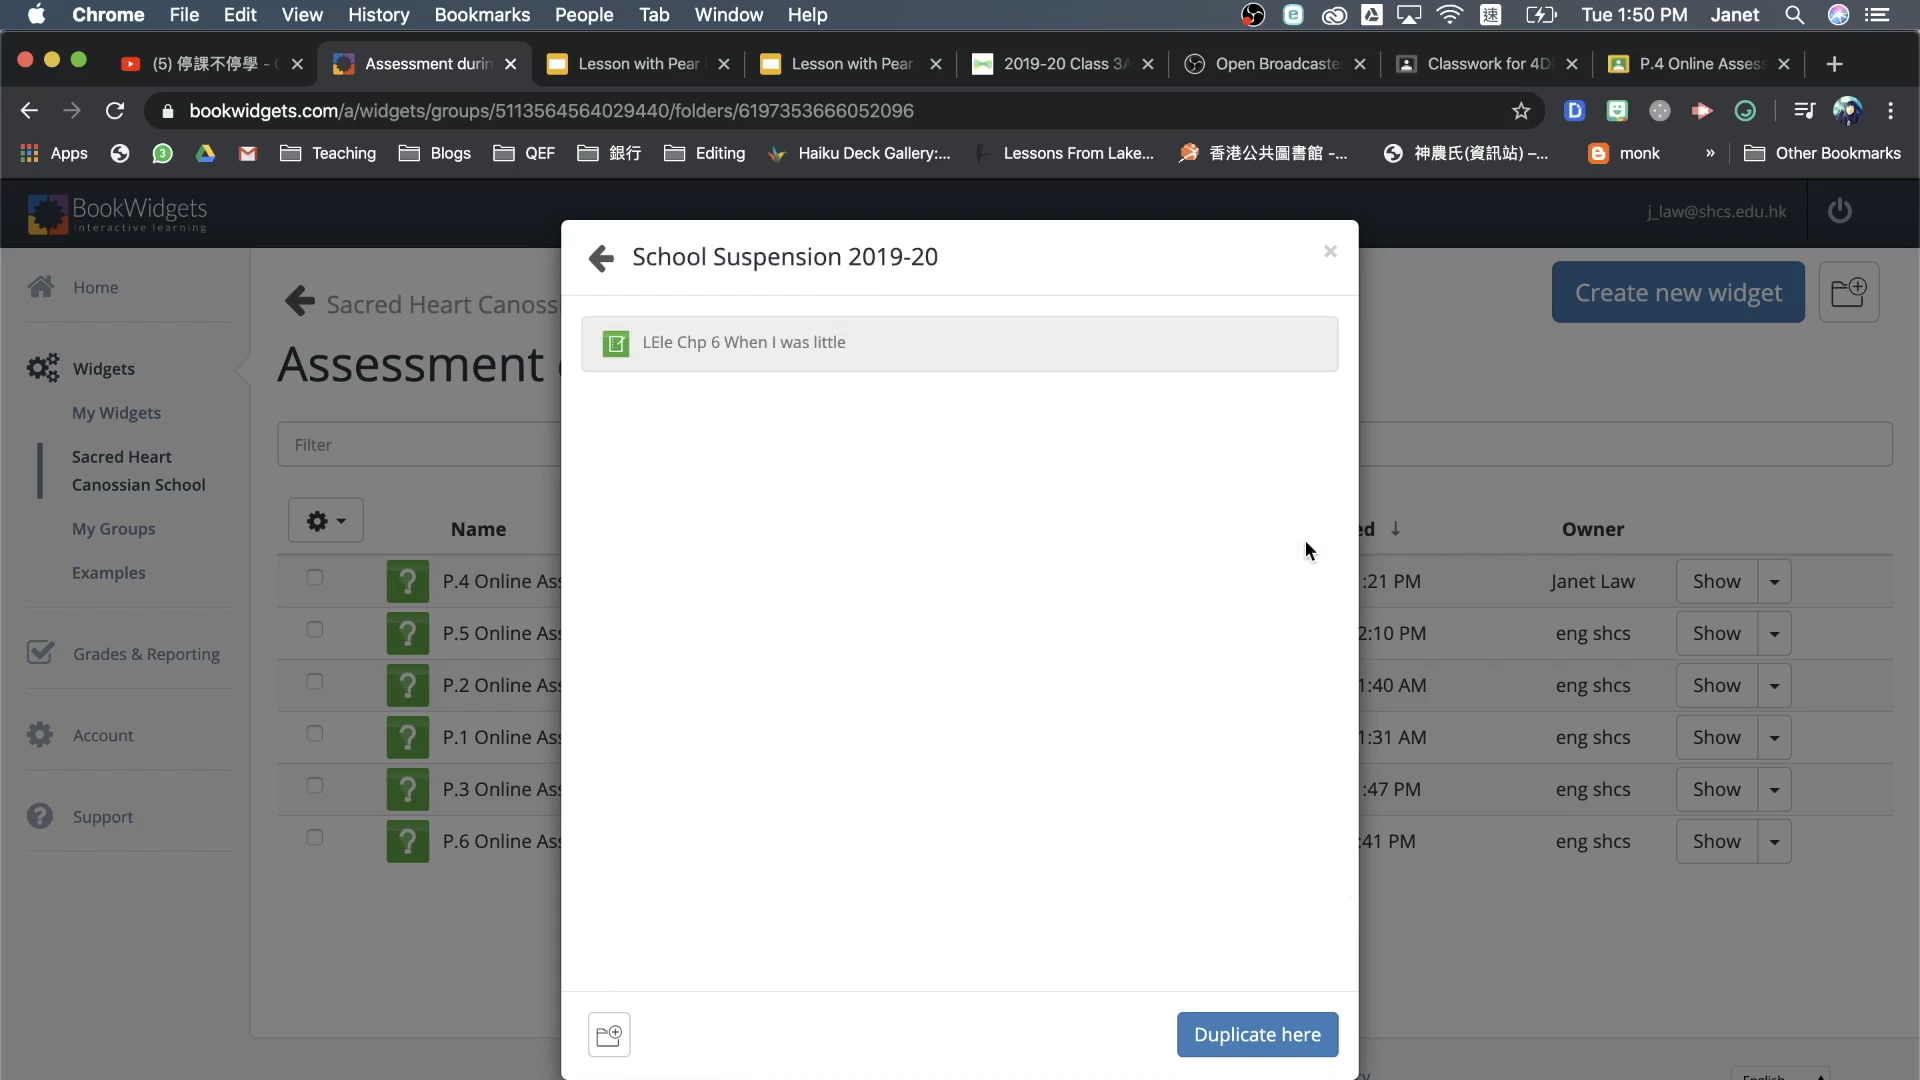 Chrome File Edit View History Bookmarks People Tab Window Help 速 Tue 1:50 PM Janet
(5) 停課不停學 - Assessment durin Lesson with Pear Lesson with Pear 2019-20 Class 3A Open Broadcaste Classwork for 4D P.4 Online Assess
bookwidgets.com/a/widgets/groups/5113564564029440/folders/6197353666052096
Apps 3 Teaching Blogs QEF 銀行 Editing Haiku Deck Gallery:... Lessons From Lake... 香港公共圖書館 -... 神農氏(資訊站) –... monk » Other Bookmarks
BookWidgets
interactive learning
j_law@shcs.edu.hk
School Suspension 2019-20
Home
Sacred Heart Canoss
Create new widget
LEle Chp 6 When I was little
Assessment
Widgets
My Widgets
Filter
Sacred Heart
Canossian School
My Groups
Name ed ↓ Owner
Examples
P.4 Online Ass :21 PM Janet Law Show
P.5 Online Ass 2:10 PM eng shcs Show
Grades & Reporting
P.2 Online Ass 1:40 AM eng shcs Show
P.1 Online Ass 1:31 AM eng shcs Show
Account
P.3 Online Ass :47 PM eng shcs Show
Support
P.6 Online Ass :41 PM eng shcs Show
Duplicate here
English